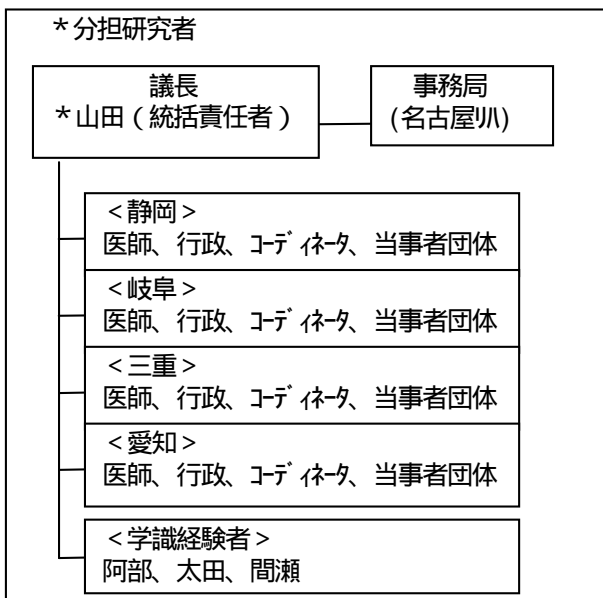 *分担研究者
議長
*山田(統括責任者)
事務局
(名古屋ﾘﾊ)
<静岡>
医師、行政、ｺｰﾃﾞｨﾈｰﾀ、当事者団体
<岐阜>
医師、行政、ｺｰﾃﾞｨﾈｰﾀ、当事者団体
<三重>
医師、行政、ｺｰﾃﾞｨﾈｰﾀ、当事者団体
<愛知>
医師、行政、ｺｰﾃﾞｨﾈｰﾀ、当事者団体
<学識経験者>
阿部、太田、間瀬